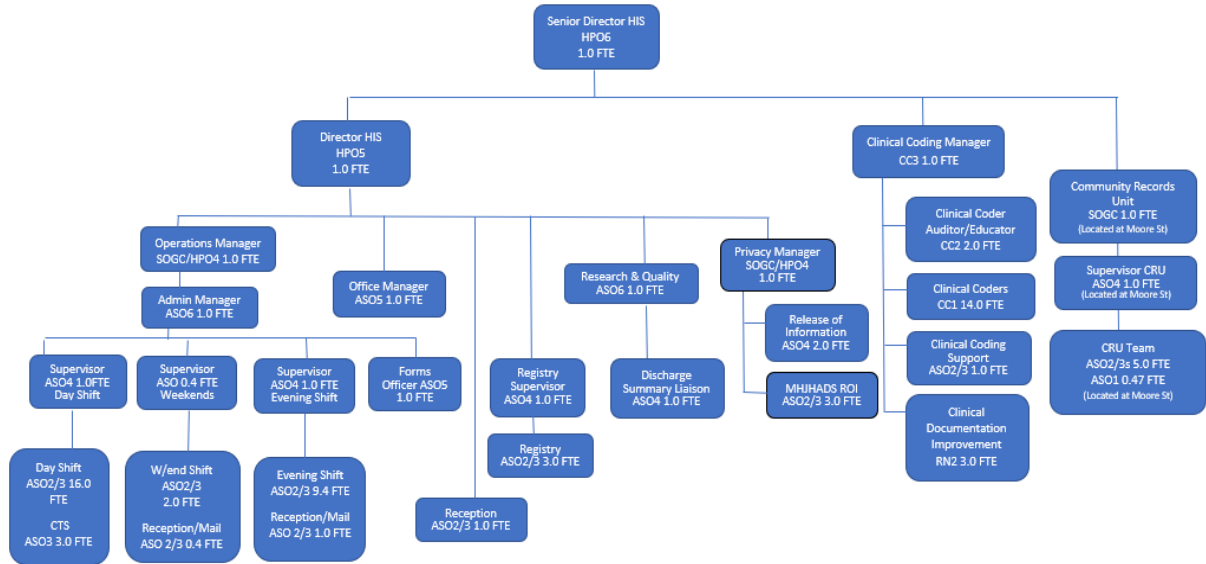 Senior Director HIS
HPO6
1.0 FTE
Director HIS
HPO5
1.0 FTE
Clinical Coding Manager
CC3 1.0 FTE
Community Records
Unit
SOGC 1.0 FTE
(Located at Moore St)
Operations Manager
SOGC/HPO4 1.0 FTE
Office Manager
ASO5 1.0 FTE
Research & Quality
ASO6 1.0 FTE
Privacy Manager
SOGC/HPO4
1.0 FTE
Clinical Coder
Auditor/Educator
CC2 2.0 FTE
Supervisor CRU
ASO4 1.0 FTE
(Located at Moore St)
Admin Manager
ASO6 1.0 FTE
Release of
Information
ASO4 2.0 FTE
Clinical Coders
CC1 14.0 FTE
Supervisor
ASO4 1.0FTE
Day Shift
Supervisor
ASO 0.4 FTE
Weekends
Supervisor
ASO4 1.0 FTE
Evening Shift
Forms
Officer ASO5
1.0 FTE
Registry
Supervisor
ASO4 1.0 FTE
Discharge
Summary Liaison
ASO4 1.0 FTE
MHJHADS ROI
ASO2/3 3.0 FTE
Clinical Coding
Support
ASO2/3 1.0 FTE
CRU Team
ASO2/3s 5.0 FTE
ASO1 0.47 FTE
(Located at Moore St)
Clinical
Documentation
Improvement
RN2 3.0 FTE
Registry
ASO2/3 3.0 FTE
Day Shift
ASO2/3 16.0
FTE
CTS
ASO3 3.0 FTE
W/end Shift
ASO2/3
2.0 FTE
Reception/Mail
ASO 2/3 0.4 FTE
Evening Shift
ASO2/3 9.4 FTE
Reception/Mail
ASO 2/3 1.0 FTE
Reception
ASO2/3 1.0 FTE